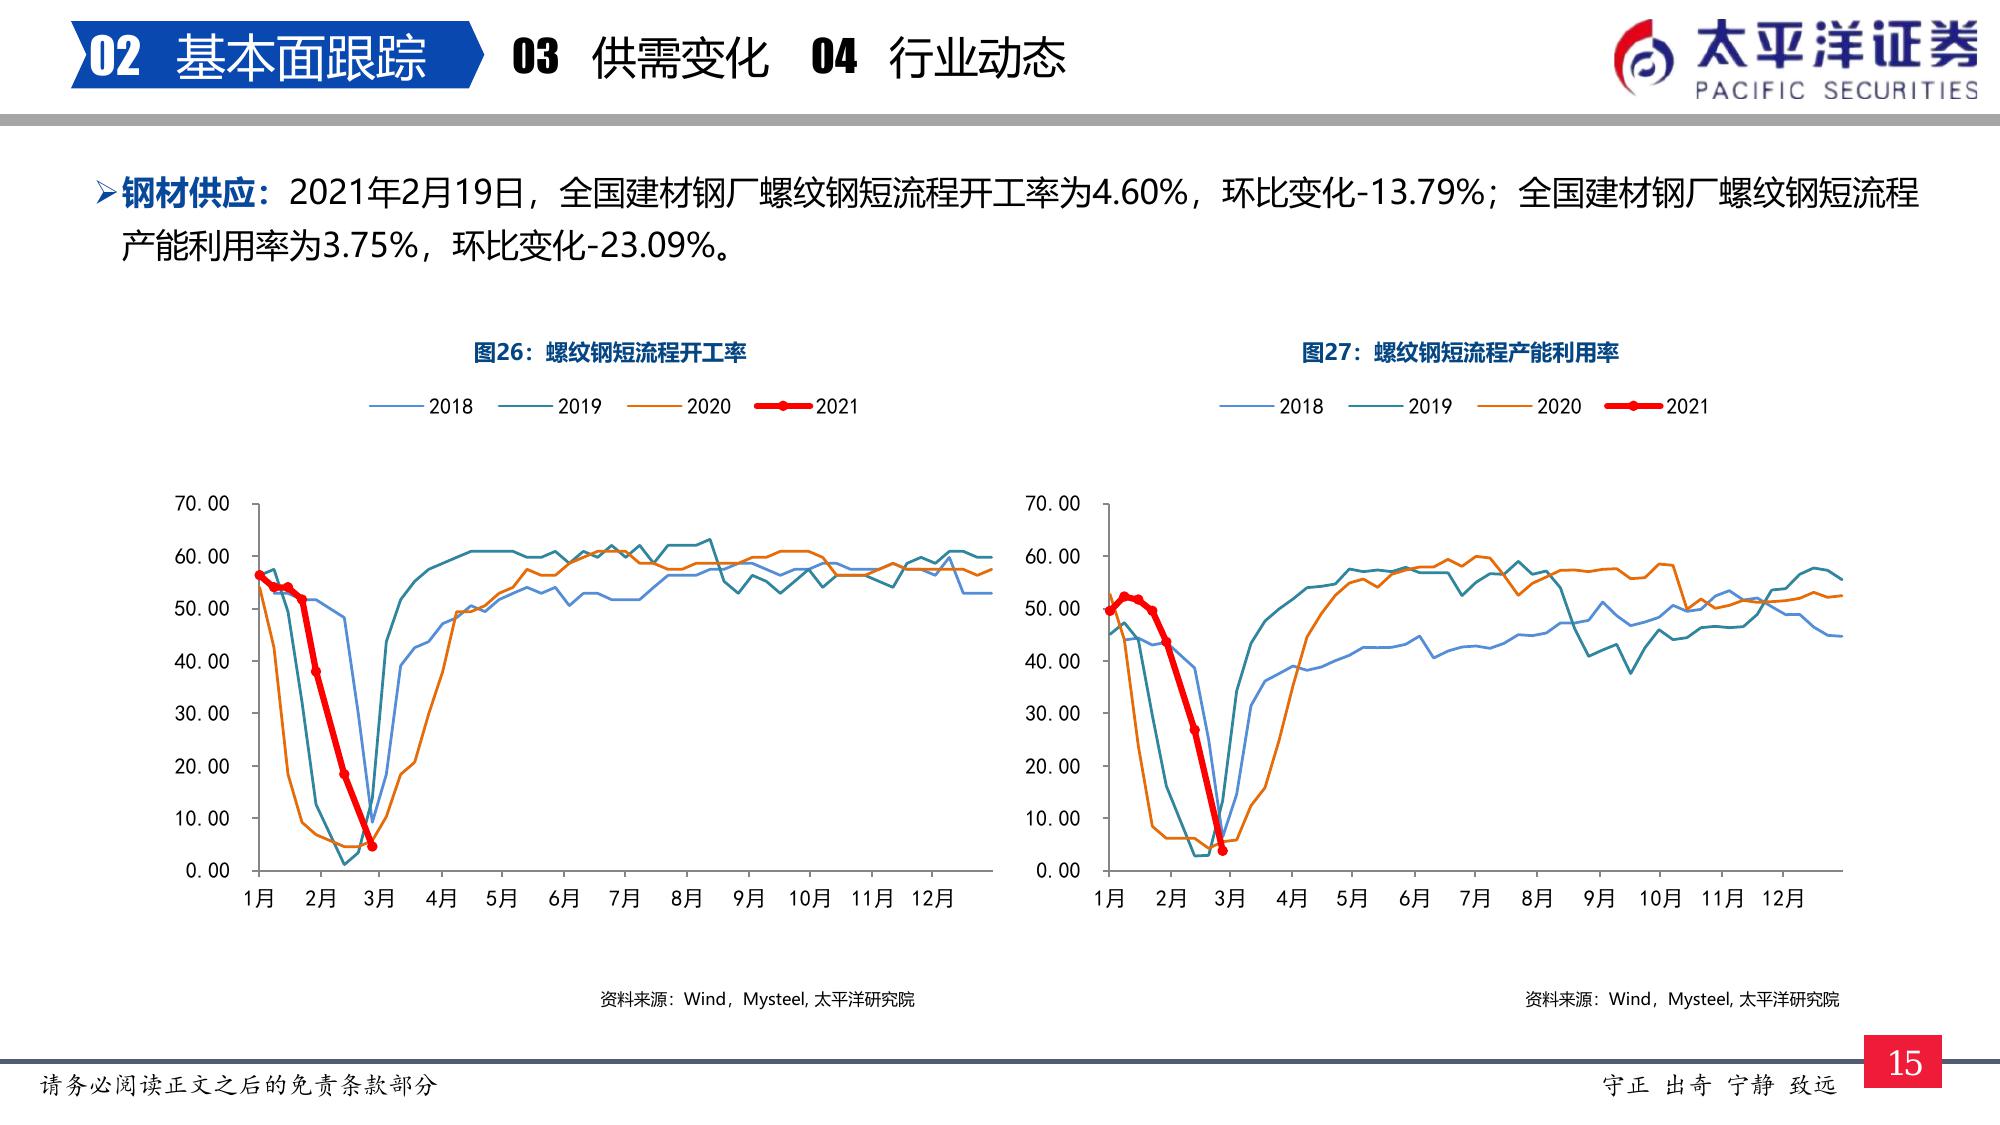 02 基本面跟踪 03 供需变化 04 行业动态
太平洋证券
PACIFIC SECURITIES
➢钢材供应：2021年2月19日，全国建材钢厂螺纹钢短流程开工率为4.60%，环比变化-13.79%；全国建材钢厂螺纹钢短流程
产能利用率为3.75%，环比变化-23.09%。
图26：螺纹钢短流程开工率
2018 2019 2020 2021
70.00
60.00
50.00
40.00
30.00
20.00
10.00
0.00
1月 2月 3月 4月 5月 6月 7月 8月 9月 10月 11月 12月
资料来源：Wind，Mysteel, 太平洋研究院
图27：螺纹钢短流程产能利用率
2018 2019 2020 2021
70.00
60.00
50.00
40.00
30.00
20.00
10.00
0.00
1月 2月 3月 4月 5月 6月 7月 8月 9月 10月 11月 12月
资料来源：Wind，Mysteel, 太平洋研究院
请务必阅读正文之后的免责条款部分
守正 出奇 宁静 致远
15